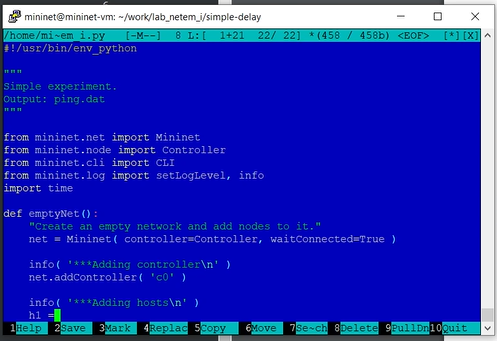 mininet@mininet-vm: ~/work/lab_netem_i/simple-delay
/home/mi~em_i.py [-M--] 8 L:[ 1+21 22/ 22] *(458 / 458b) <EOF> [*][X]
#!/usr/bin/env_python
"""
Simple experiment.
Output: ping.dat
"""
from mininet.net import Mininet
from mininet.node import Controller
from mininet.cli import CLI
from mininet.log import setLogLevel, info
import time
def emptyNet():
"Create an empty network and add nodes to it."
net = Mininet( controller=Controller, waitConnected=True )
info( '***Adding controller\n' )
net.addController( 'c0' )
info( '***Adding hosts\n' )
h1 =
1Help 2Save 3Mark 4Replac 5Copy 6Move 7Se~ch 8Delete 9PullDn 10Quit